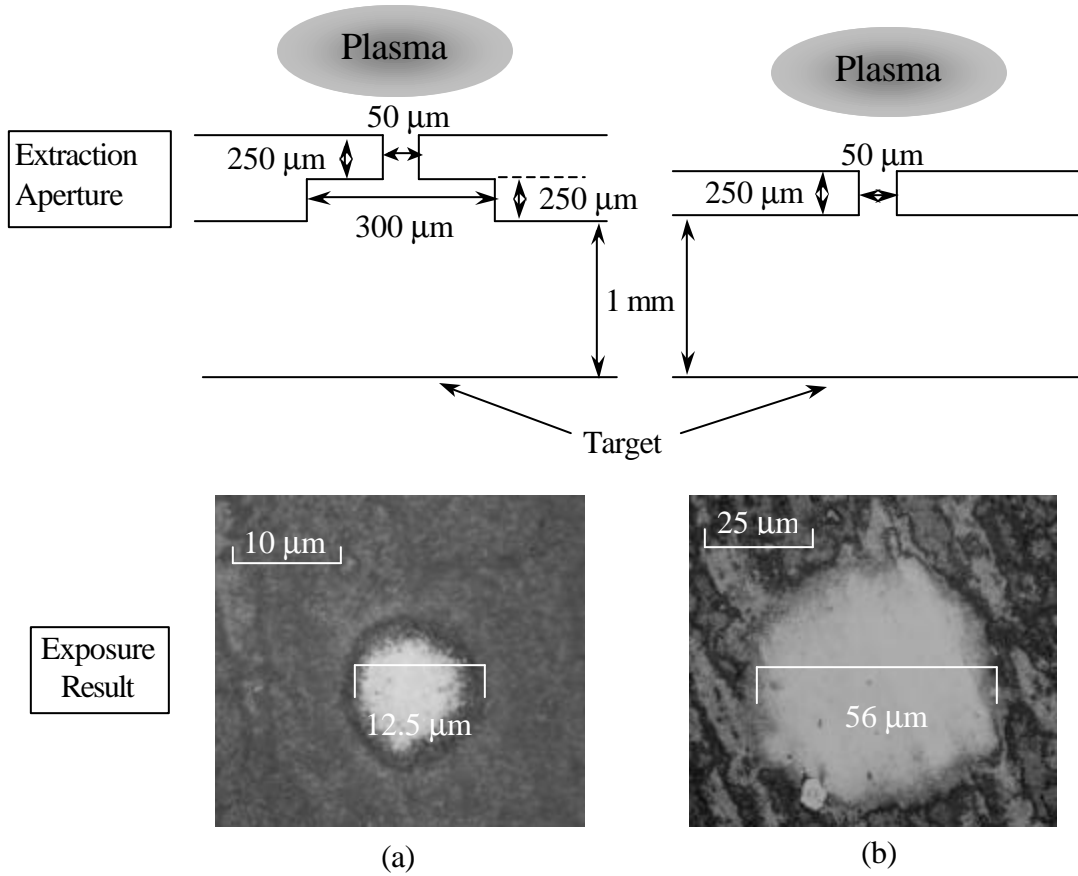 Plasma
Plasma
50 μm
50 μm
Extraction
Aperture
250 μm
250 μm
250 μm
300 μm
1 mm
Target
10 μm
25 μm
Exposure
Result
12.5 μm
56 μm
(a)
(b)